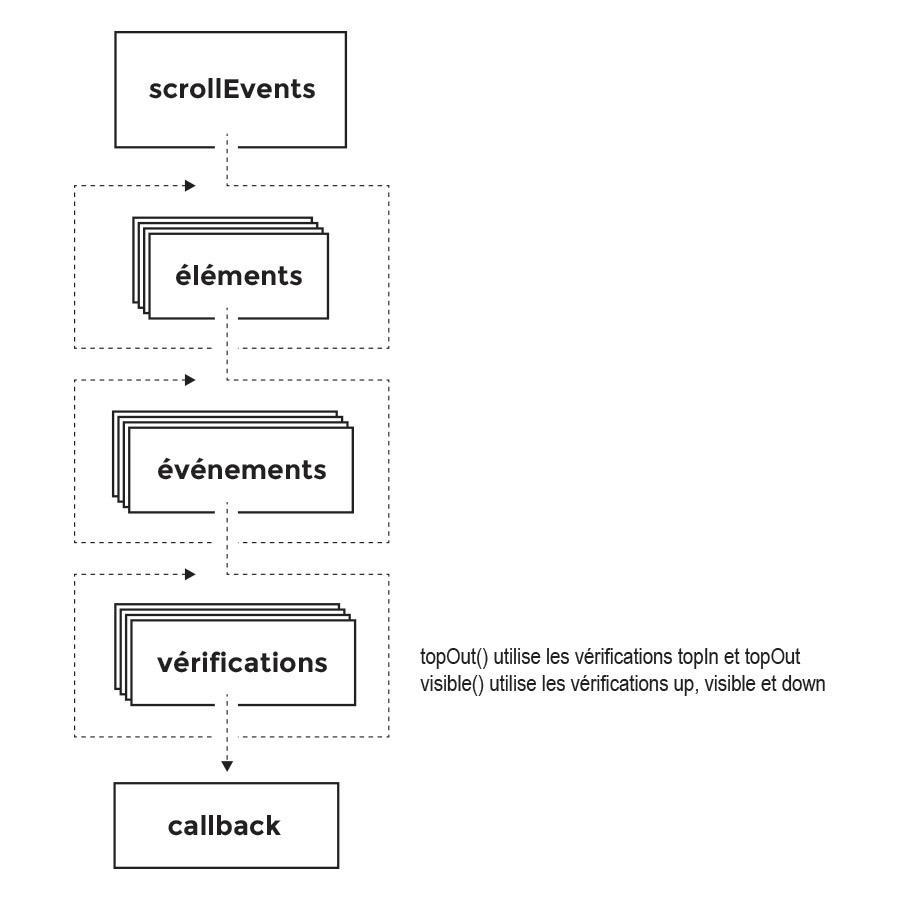 scrollEvents
éléments
événements
vérifications
topOut() utilise les vérifications topIn et topOut
visible() utilise les vérifications up, visible et down
callback